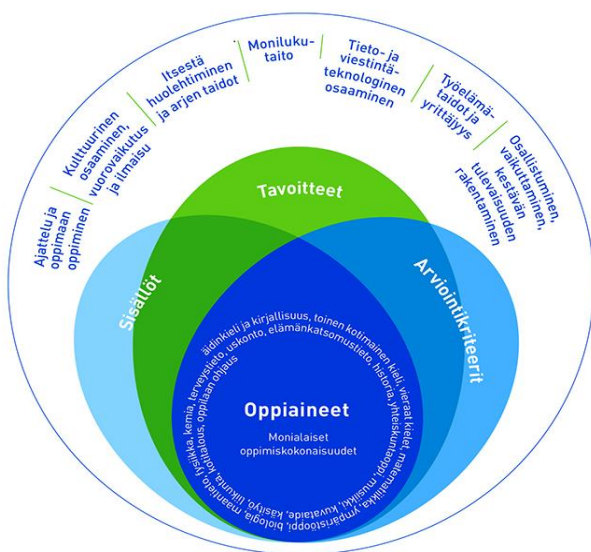 Ajattelu ja
oppimaan
oppiminen
Kulttuurinen
osaaminen,
vuorovaikutus
ja ilmaisu
Itsestä
huolehtiminen
ja arjen taidot
Moniluku-
taito
Tieto- ja
viestintä-
teknologinen
osaaminen
Työelämä-
taidot ja
yrittäjyys
Osallistuminen,
vaikuttaminen,
kestävän
tulevaisuuden
rakentaminen
Tavoitteet
Sisällöt
Arviointikriteerit
äidinkieli ja kirjallisuus, toinen kotimainen kieli, vieraat kielet, matematiikka, ympäristöoppi, biologia, maantieto, fysiikka, kemia, terveystieto, uskonto, elämänkatsomustieto, historia, yhteiskuntaoppi, musiikki, kuvataide, käsityö, liikunta, kotitalous, oppilaan ohjaus
Oppiaineet
Monialaiset
oppimiskokonaisuudet